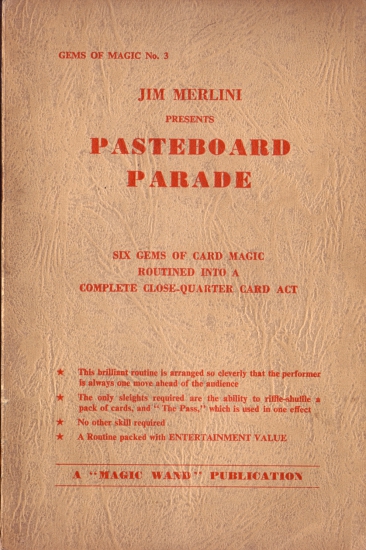 GEMS OF MAGIC No. 3
JIM MERLINI
PRESENTS
PASTEBOARD
PARADE
SIX GEMS OF CARD MAGIC
ROUTINED INTO A
COMPLETE CLOSE-QUARTER CARD ACT
★ This brilliant routine is arranged so cleverly that the performer
is always one move ahead of the audience
★ The only sleights required are the ability to riffle-shuffle a
pack of cards, and "The Pass," which is used in one effect
★ No other skill required
★ A Routine packed with ENTERTAINMENT VALUE
A "MAGIC WAND" PUBLICATION